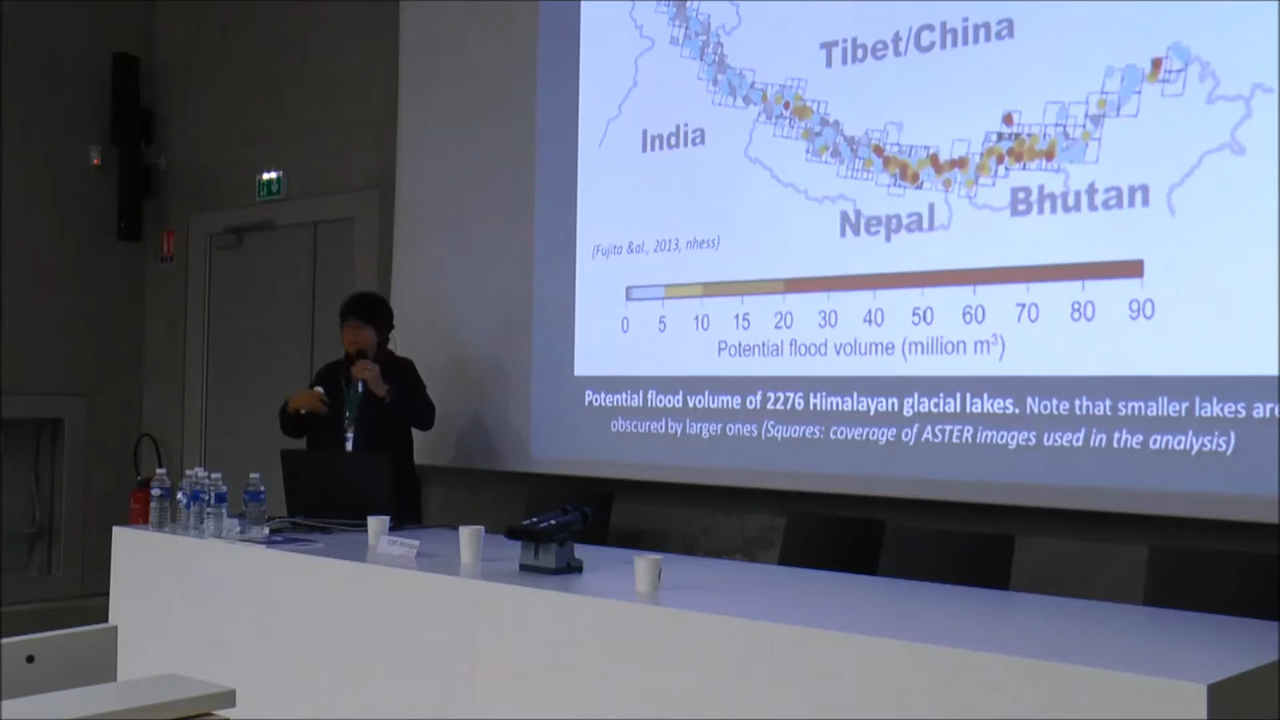 Tibet/China
India
Bhutan
Nepal
(Fujita &al., 2013, nhess)
0 5 10 15 20 30 40 50 60 70 80 90
Potential flood volume (million m³)
Potential flood volume of 2276 Himalayan glacial lakes. Note that smaller lakes are
obscured by larger ones (Squares: coverage of ASTER images used in the analysis)